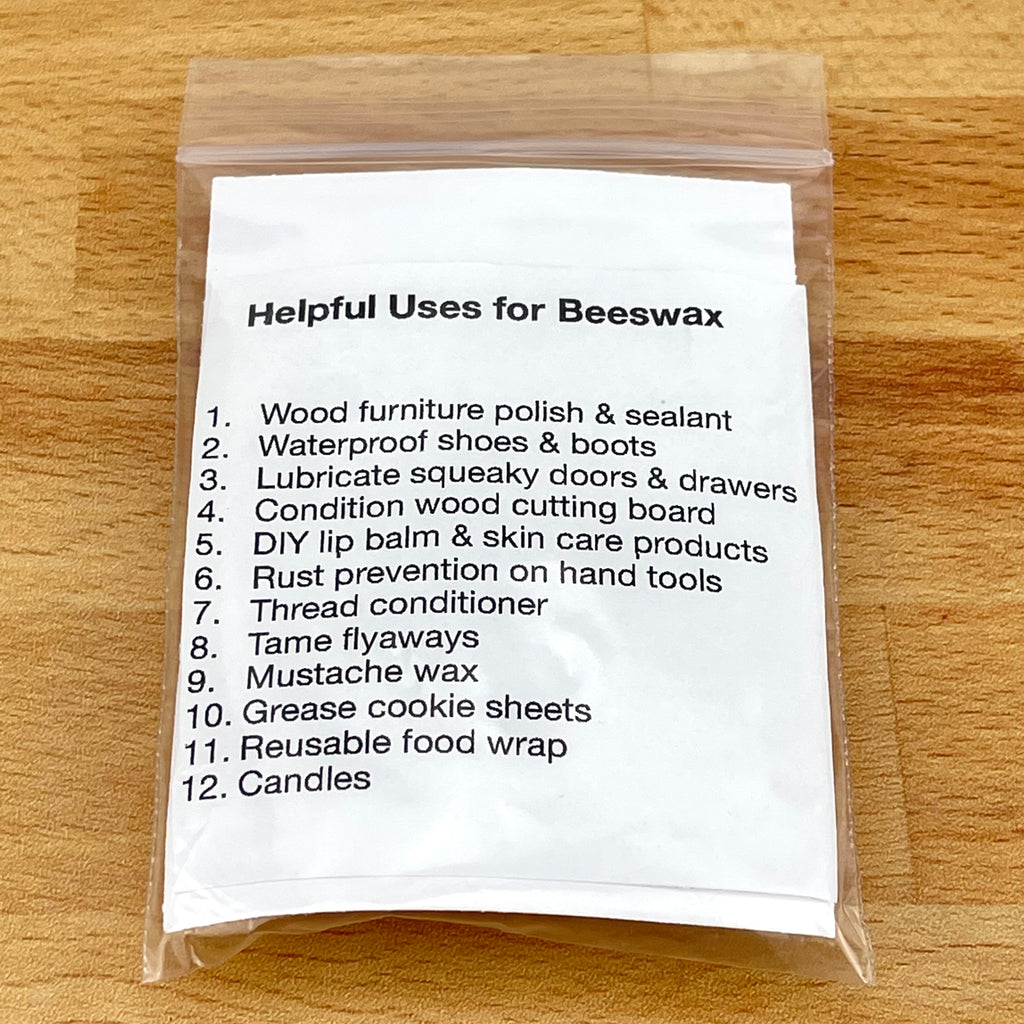 Helpful Uses for Beeswax
1. Wood furniture polish & sealant
2. Waterproof shoes & boots
3. Lubricate squeaky doors & drawers
4. Condition wood cutting board
5. DIY lip balm & skin care products
6. Rust prevention on hand tools
7. Thread conditioner
8. Tame flyaways
9. Mustache wax
10. Grease cookie sheets
11. Reusable food wrap
12. Candles